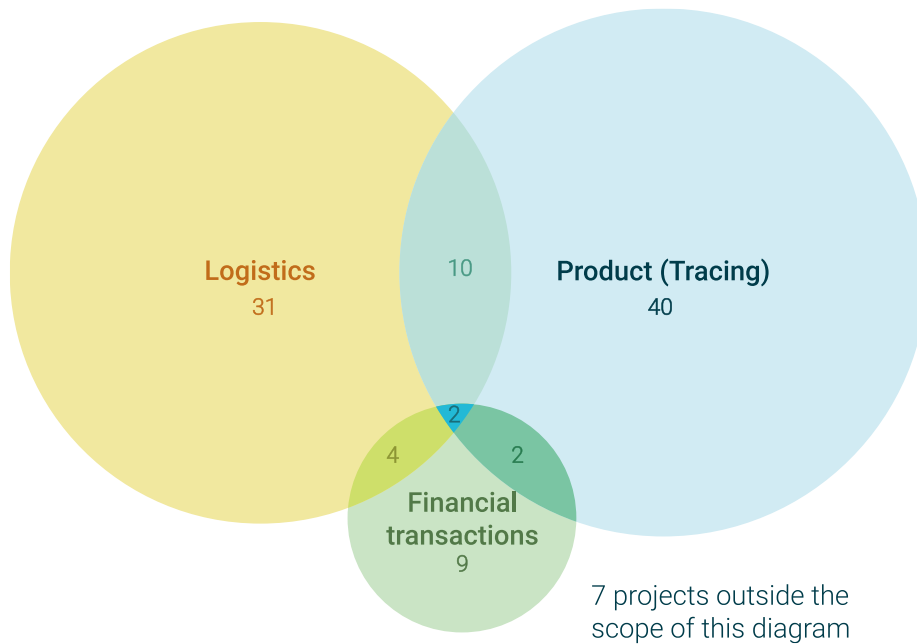 Logistics
31
10
Product (Tracing)
40
2
4
2
Financial
transactions
9
7 projects outside the
scope of this diagram